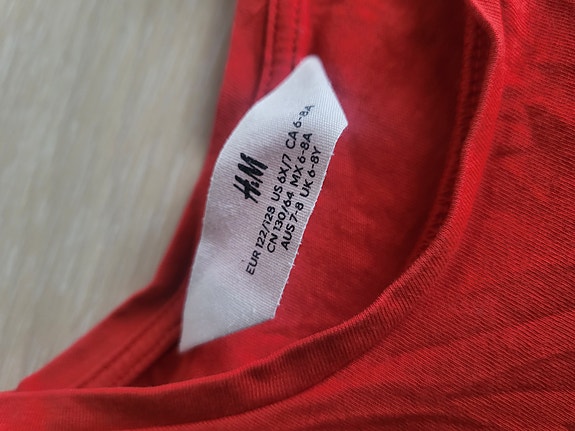 H&M
EUR 122/128 US 6X/7 CA 6-8A
CN 130/64 MX 6-8A
AUS 7-8 UK 6-8Y